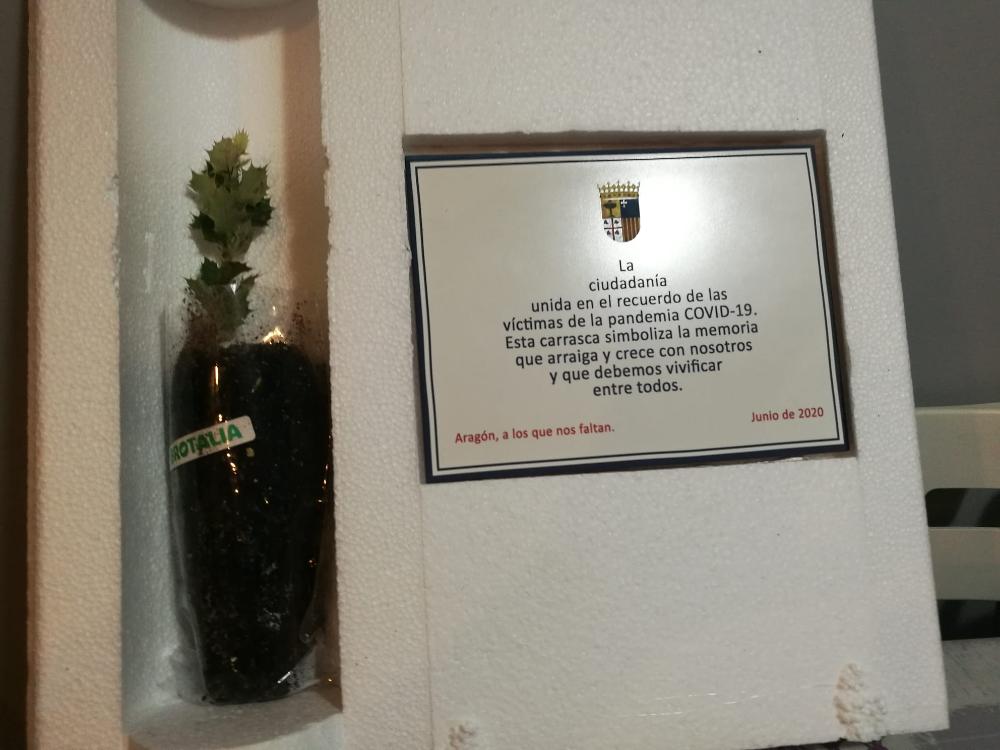 La
ciudadanía
unida en el recuerdo de las
víctimas de la pandemia COVID-19.
Esta carrasca simboliza la memoria
que arraiga y crece con nosotros
y que debemos vivificar
entre todos.
Aragón, a los que nos faltan.
Junio de 2020